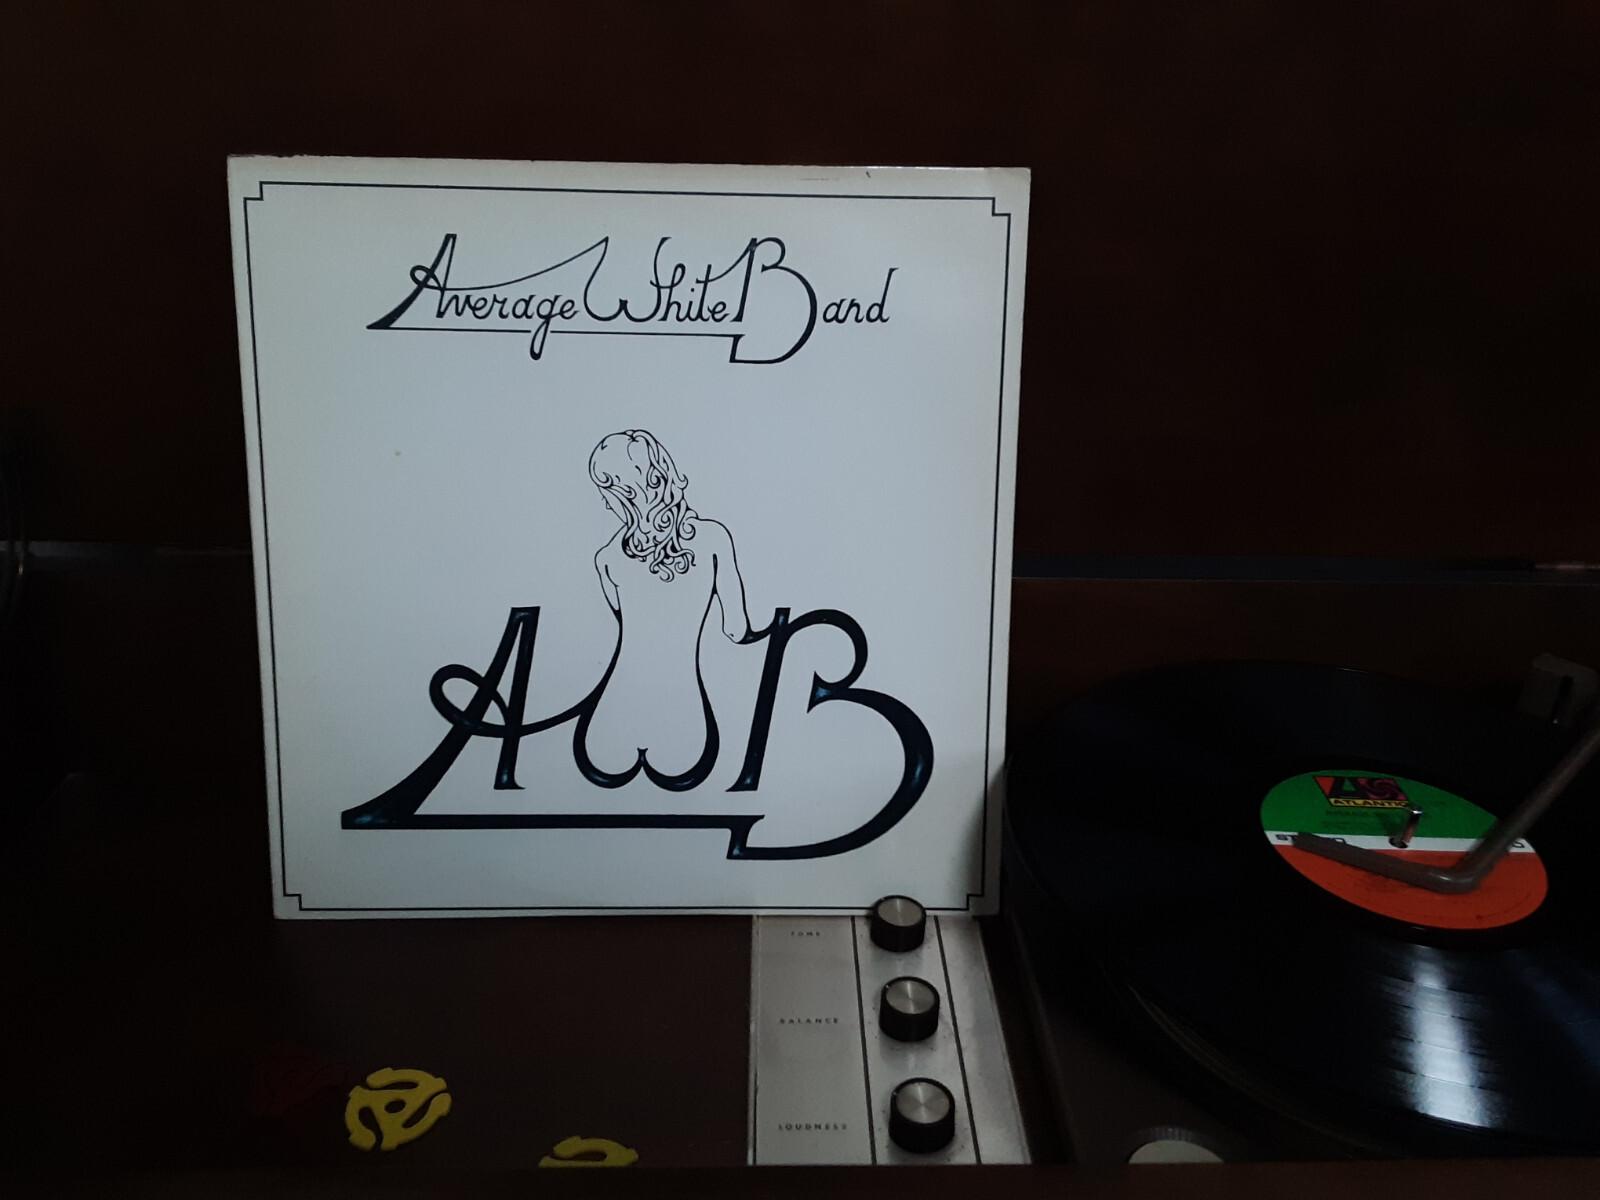 Average White Band
AWB
ATLANTIC
TONE
BALANCE
LOUDNESS